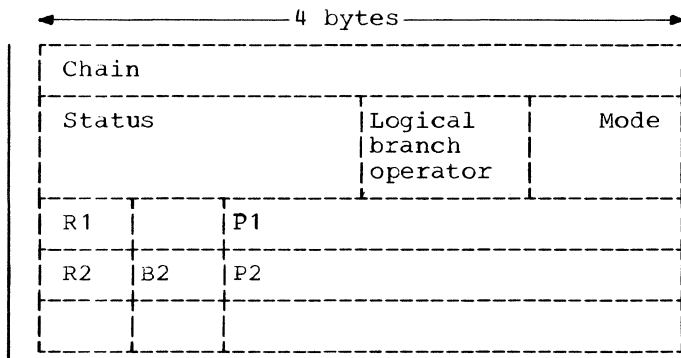 4 bytes
Chain
Status Logical Mode
branch
operator
R1 P1
R2 B2 P2